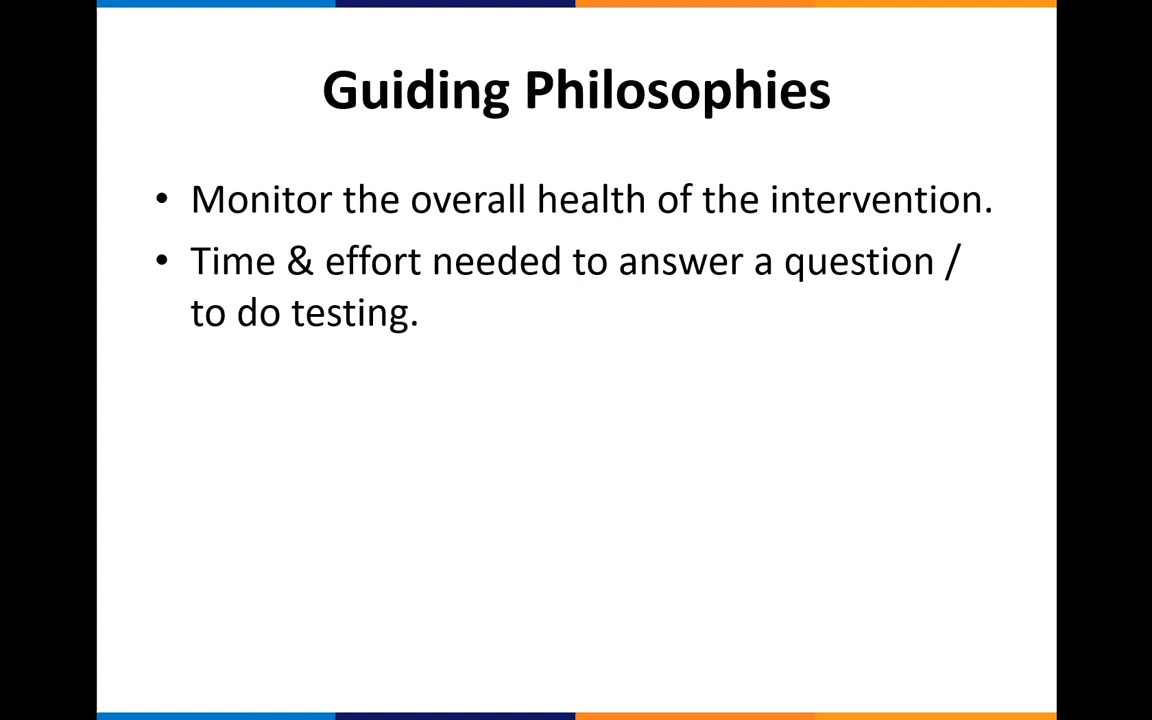 Guiding Philosophies
• Monitor the overall health of the intervention.
• Time & effort needed to answer a question /
to do testing.